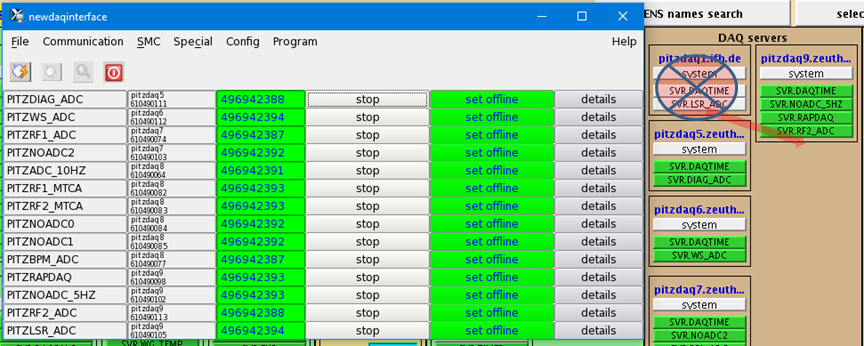 newdaqinterface
File Communication SMC Special Config Program Help
PITZDIAG_ADC pitzdaq5 610490111 496942388 stop set offline details
PITZWS_ADC pitzdaq6 610490112 496942394 stop set offline details
PITZRF1_ADC pitzdaq7 610490074 496942387 stop set offline details
PITZNOADC2 pitzdaq7 610490103 496942392 stop set offline details
PITZADC_10HZ pitzdaq8 610490064 496942391 stop set offline details
PITZRF1_MTCA pitzdaq8 610490082 496942393 stop set offline details
PITZRF2_MTCA pitzdaq8 610490083 496942393 stop set offline details
PITZNOADC0 pitzdaq8 610490084 496942392 stop set offline details
PITZNOADC1 pitzdaq8 610490085 496942392 stop set offline details
PITZBPM_ADC pitzdaq8 610490077 496942387 stop set offline details
PITZRAPDAQ pitzdaq9 610490098 496942393 stop set offline details
PITZNOADC_5HZ pitzdaq9 610490102 496942393 stop set offline details
PITZRF2_ADC pitzdaq9 610490113 496942388 stop set offline details
PITZLSR_ADC pitzdaq9 610490105 496942394 stop set offline details
ENS names search
selec
DAQ servers
pitzdaq1.ifh.de
system
SVR.DAQTIME
SVR.LSR_ADC
pitzdaq9.zeuth...
system
SVR.DAQTIME
SVR.NOADC_5HZ
SVR.RAPDAQ
SVR.RF2_ADC
pitzdaq5.zeuth...
system
SVR.DAQTIME
SVR.DIAG_ADC
pitzdaq6.zeuth...
system
SVR.DAQTIME
SVR.WS_ADC
pitzdaq7.zeuth...
system
SVR.DAQTIME
SVR.NOADC2